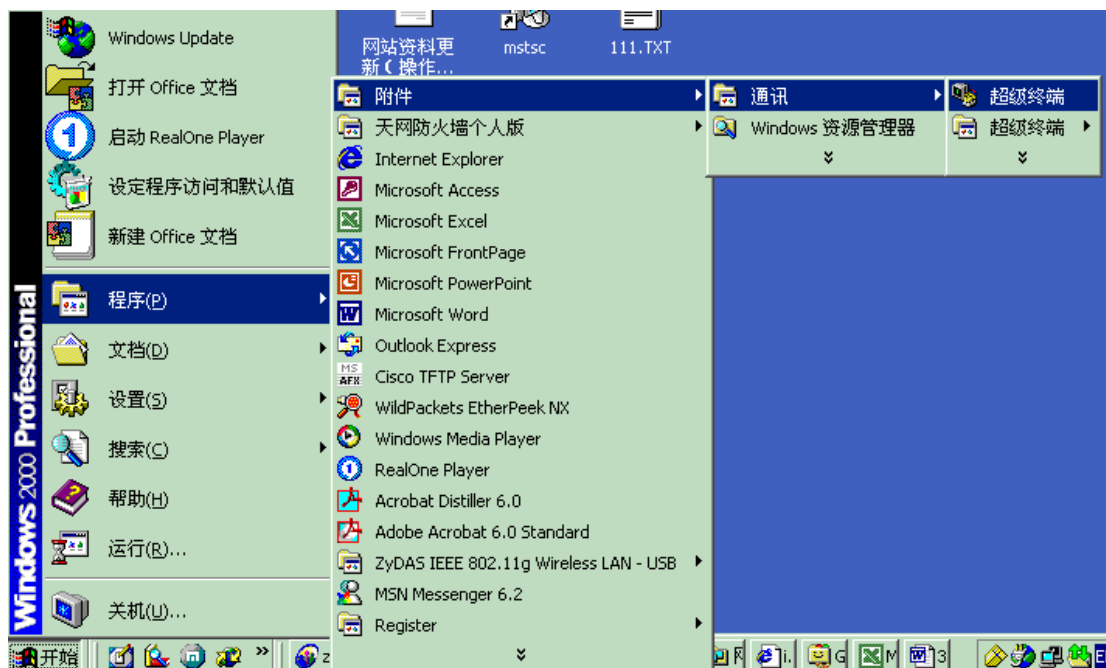 Windows 2000 Professional
Windows Update
打开 Office 文档
启动 RealOne Player
设定程序访问和默认值
新建 Office 文档
程序(P)
文档(D)
设置(S)
搜索(C)
帮助(H)
运行(R)...
关机(U)...
网站资料更
新(操作...
mstsc
111.TXT
附件
天网防火墙个人版
Internet Explorer
Microsoft Access
Microsoft Excel
Microsoft FrontPage
Microsoft PowerPoint
Microsoft Word
Outlook Express
Cisco TFTP Server
WildPackets EtherPeek NX
Windows Media Player
RealOne Player
Acrobat Distiller 6.0
Adobe Acrobat 6.0 Standard
ZyDAS IEEE 802.11g Wireless LAN - USB
MSN Messenger 6.2
Register
通讯
Windows 资源管理器
超级终端
超级终端
开始
z
i.
G
M
3